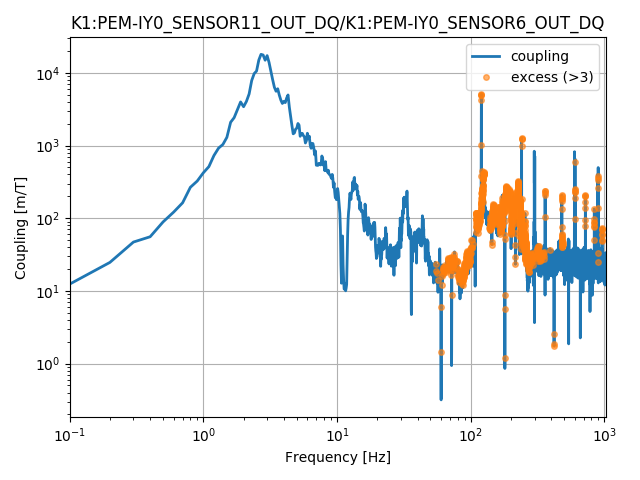 K1:PEM-IY0_SENSOR11_OUT_DQ/K1:PEM-IY0_SENSOR6_OUT_DQ
coupling
excess (>3)
Coupling [m/T]
10⁴
10³
10²
10¹
10⁰
10⁻¹ 10⁰ 10¹ 10² 10³
Frequency [Hz]